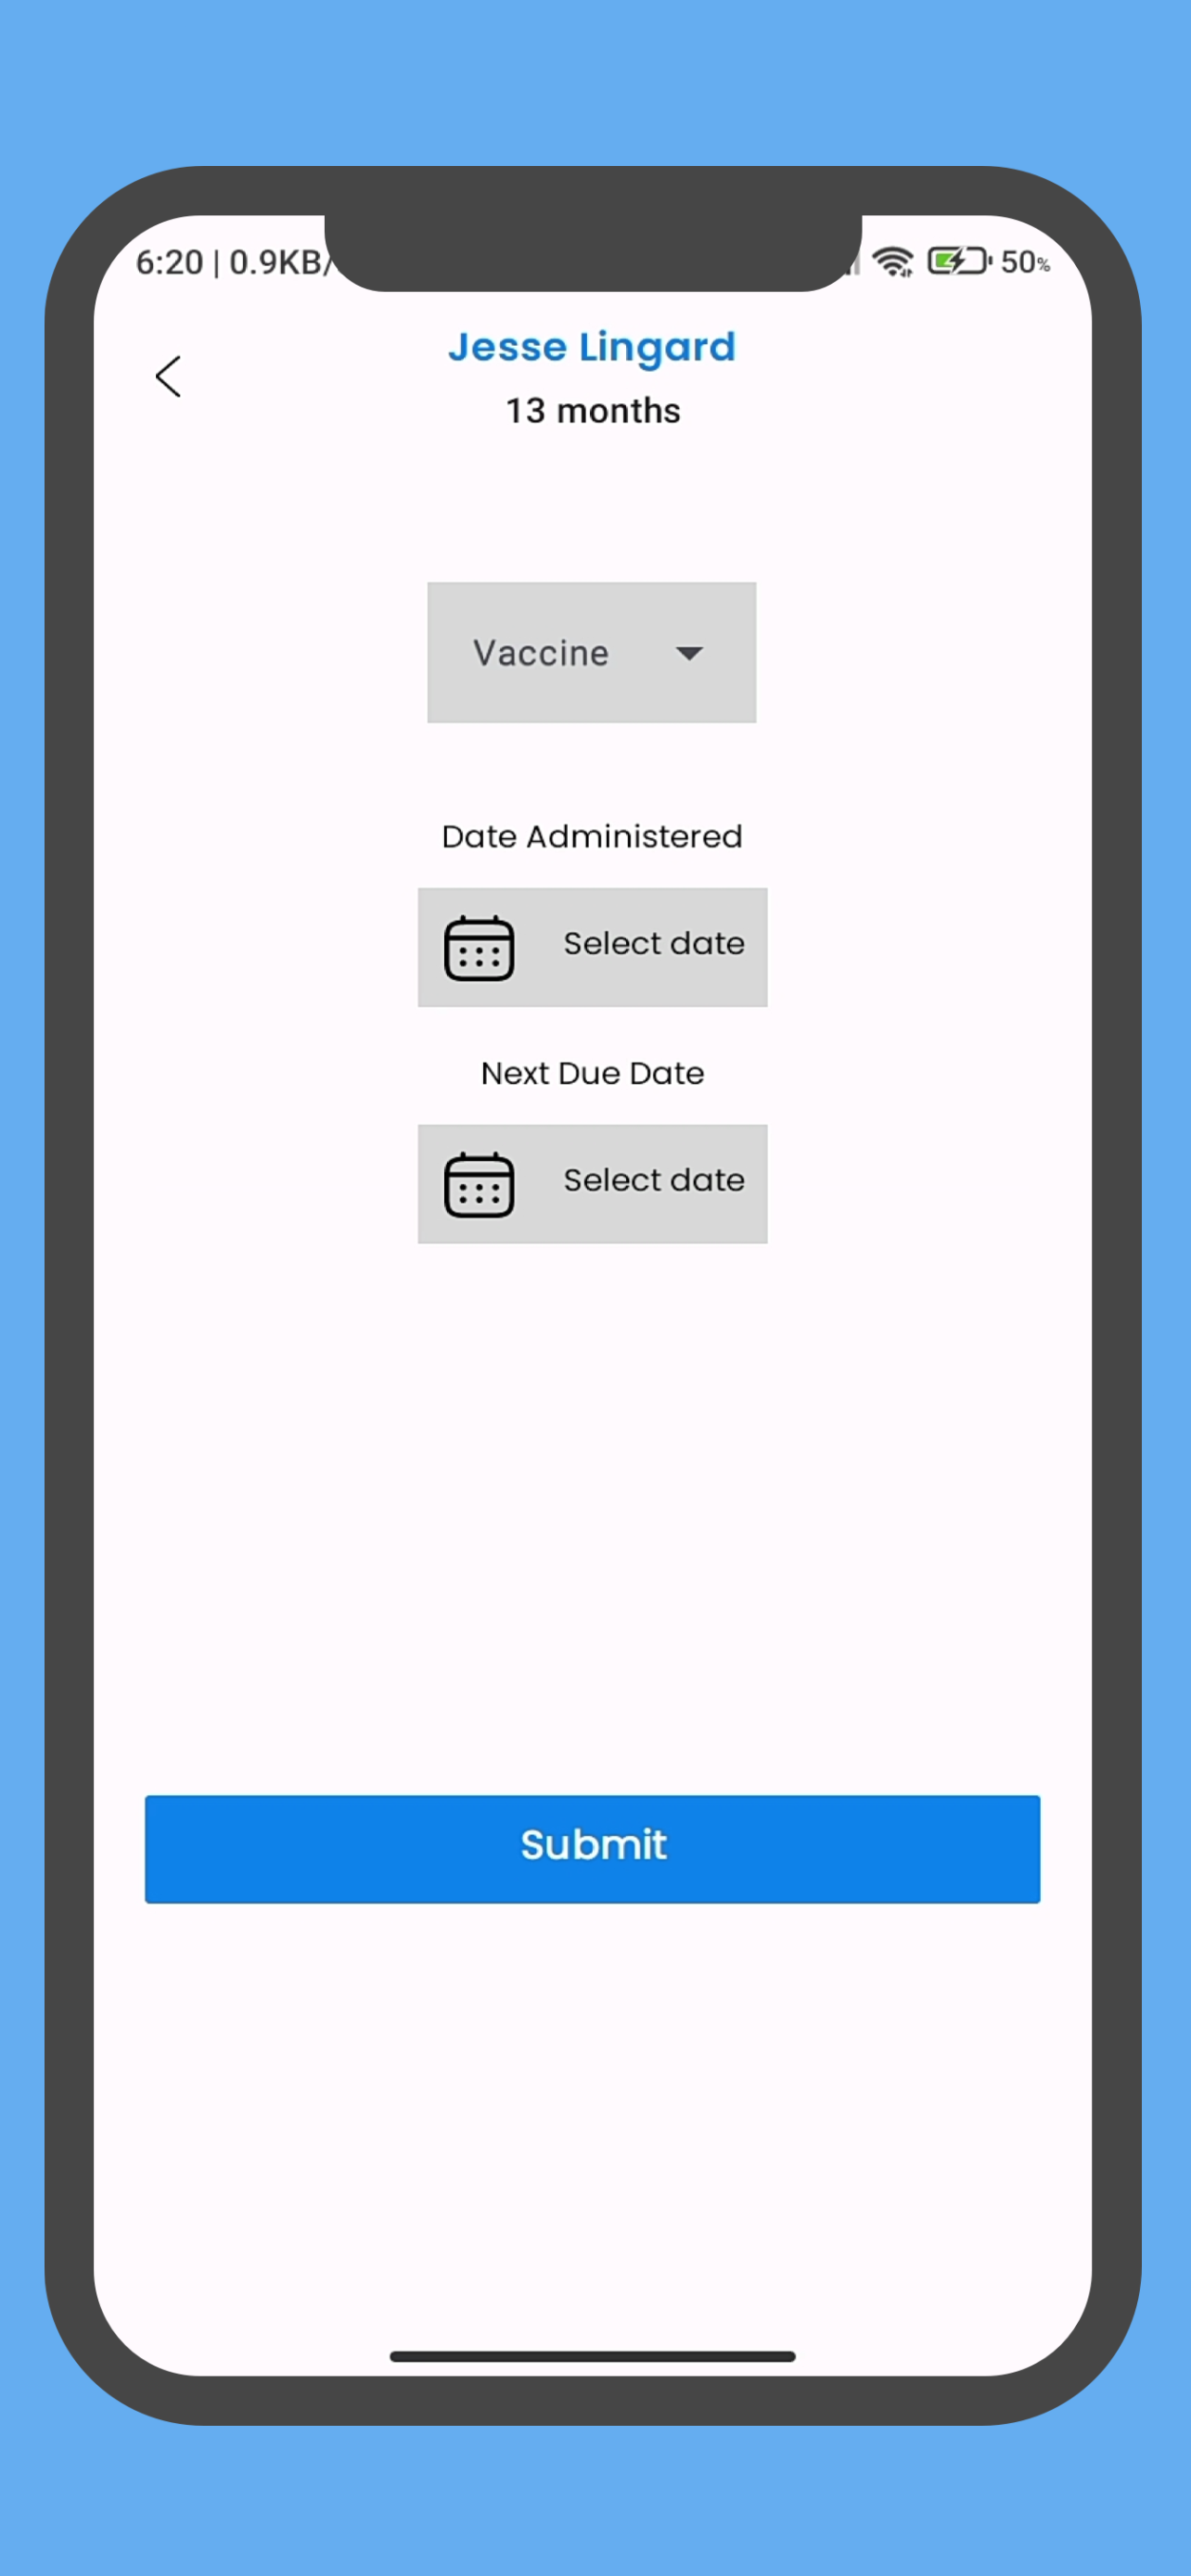 6:20 | 0.9KB/
50%
Jesse Lingard
13 months
Vaccine
Date Administered
Select date
Next Due Date
Select date
Submit